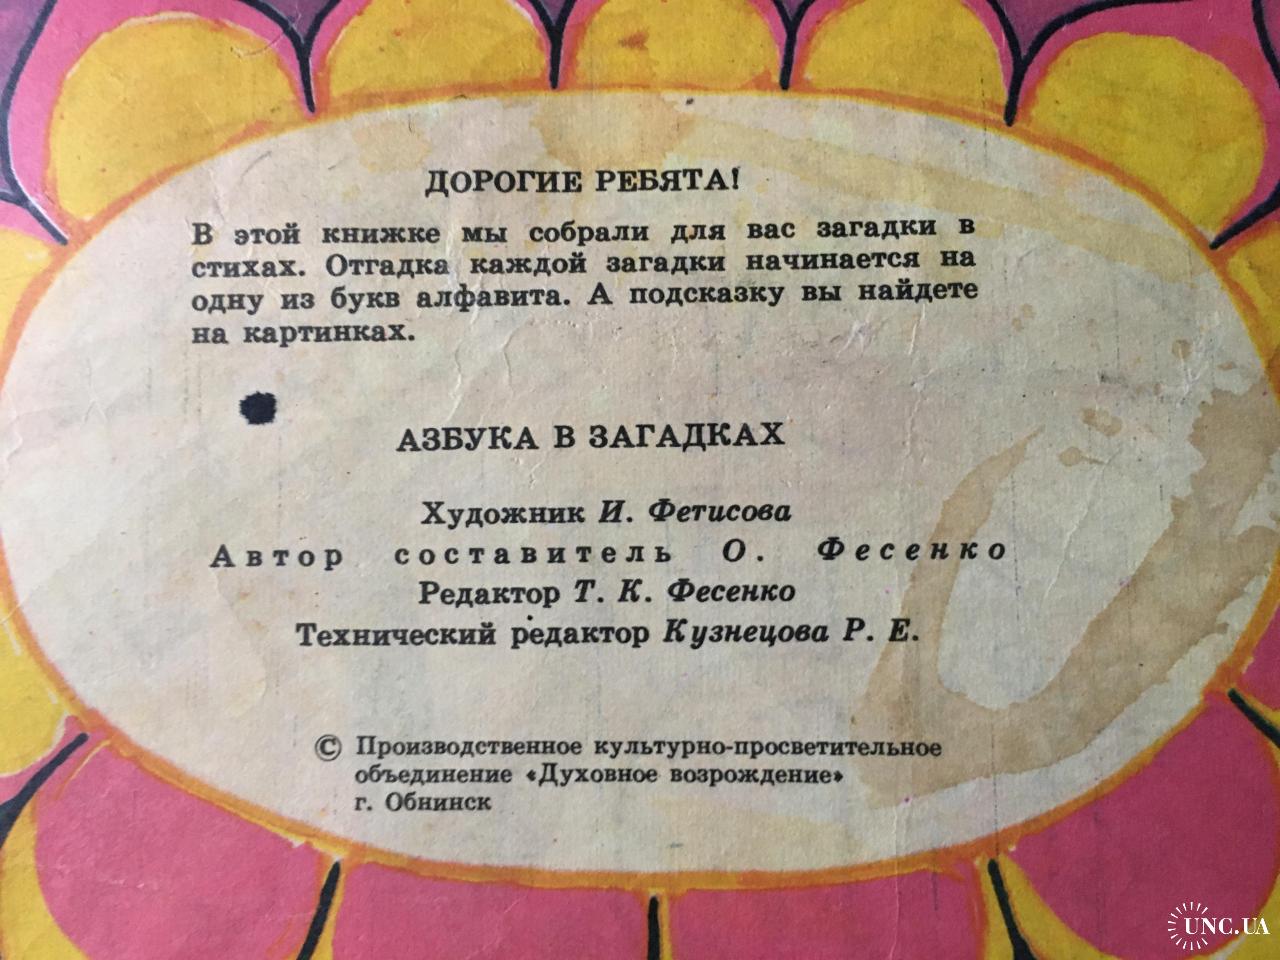 ДОРОГИЕ РЕБЯТА!
В этой книжке мы собрали для вас загадки в
стихах. Отгадка каждой загадки начинается на
одну из букв алфавита. А подсказку вы найдете
на картинках.
АЗБУКА В ЗАГАДКАХ
Художник И. Фетисова
Автор составитель О. Фесенко
Редактор Т. К. Фесенко
Технический редактор Кузнецова Р. Е.
© Производственное культурно-просветительное
объединение «Духовное возрождение»
г. Обнинск
UNC.UA